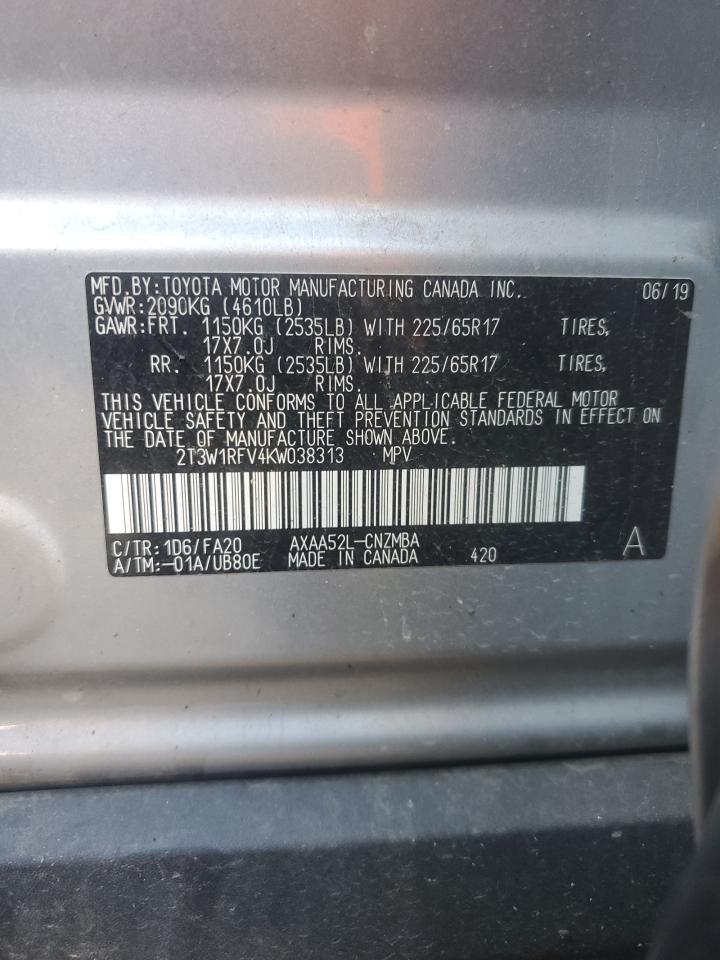 MFD.BY:TOYOTA MOTOR MANUFACTURING CANADA INC. 06/19
GVWR:2090KG (4610LB)
GAWR:FRT. 1150KG (2535LB) WITH 225/65R17 TIRES,
17X7.0J RIMS.
RR. 1150KG (2535LB) WITH 225/65R17 TIRES,
17X7.0J RIMS.
THIS VEHICLE CONFORMS TO ALL APPLICABLE FEDERAL MOTOR
VEHICLE SAFETY AND THEFT PREVENTION STANDARDS IN EFFECT ON
THE DATE OF MANUFACTURE SHOWN ABOVE.
2T3W1RFV4KW038313 MPV
C/TR:1D6/FA20 AXAA52L-CNZMBA A
A/TM:-01A/UB80E MADE IN CANADA 420